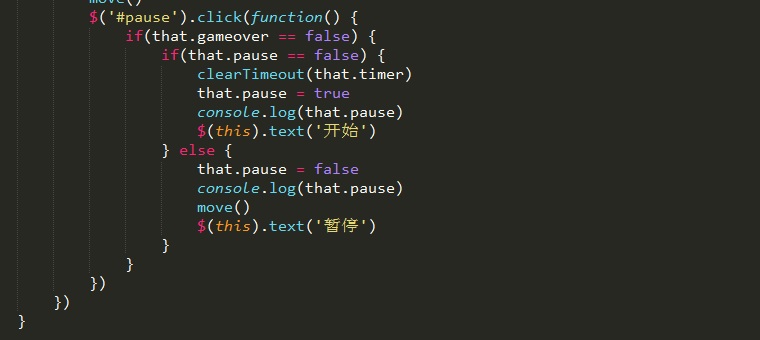 move()
$('#pause').click(function() {
if(that.gameover == false) {
if(that.pause == false) {
clearTimeout(that.timer)
that.pause = true
console.log(that.pause)
$(this).text('开始')
} else {
that.pause = false
console.log(that.pause)
move()
$(this).text('暂停')
}
}
})
})
}